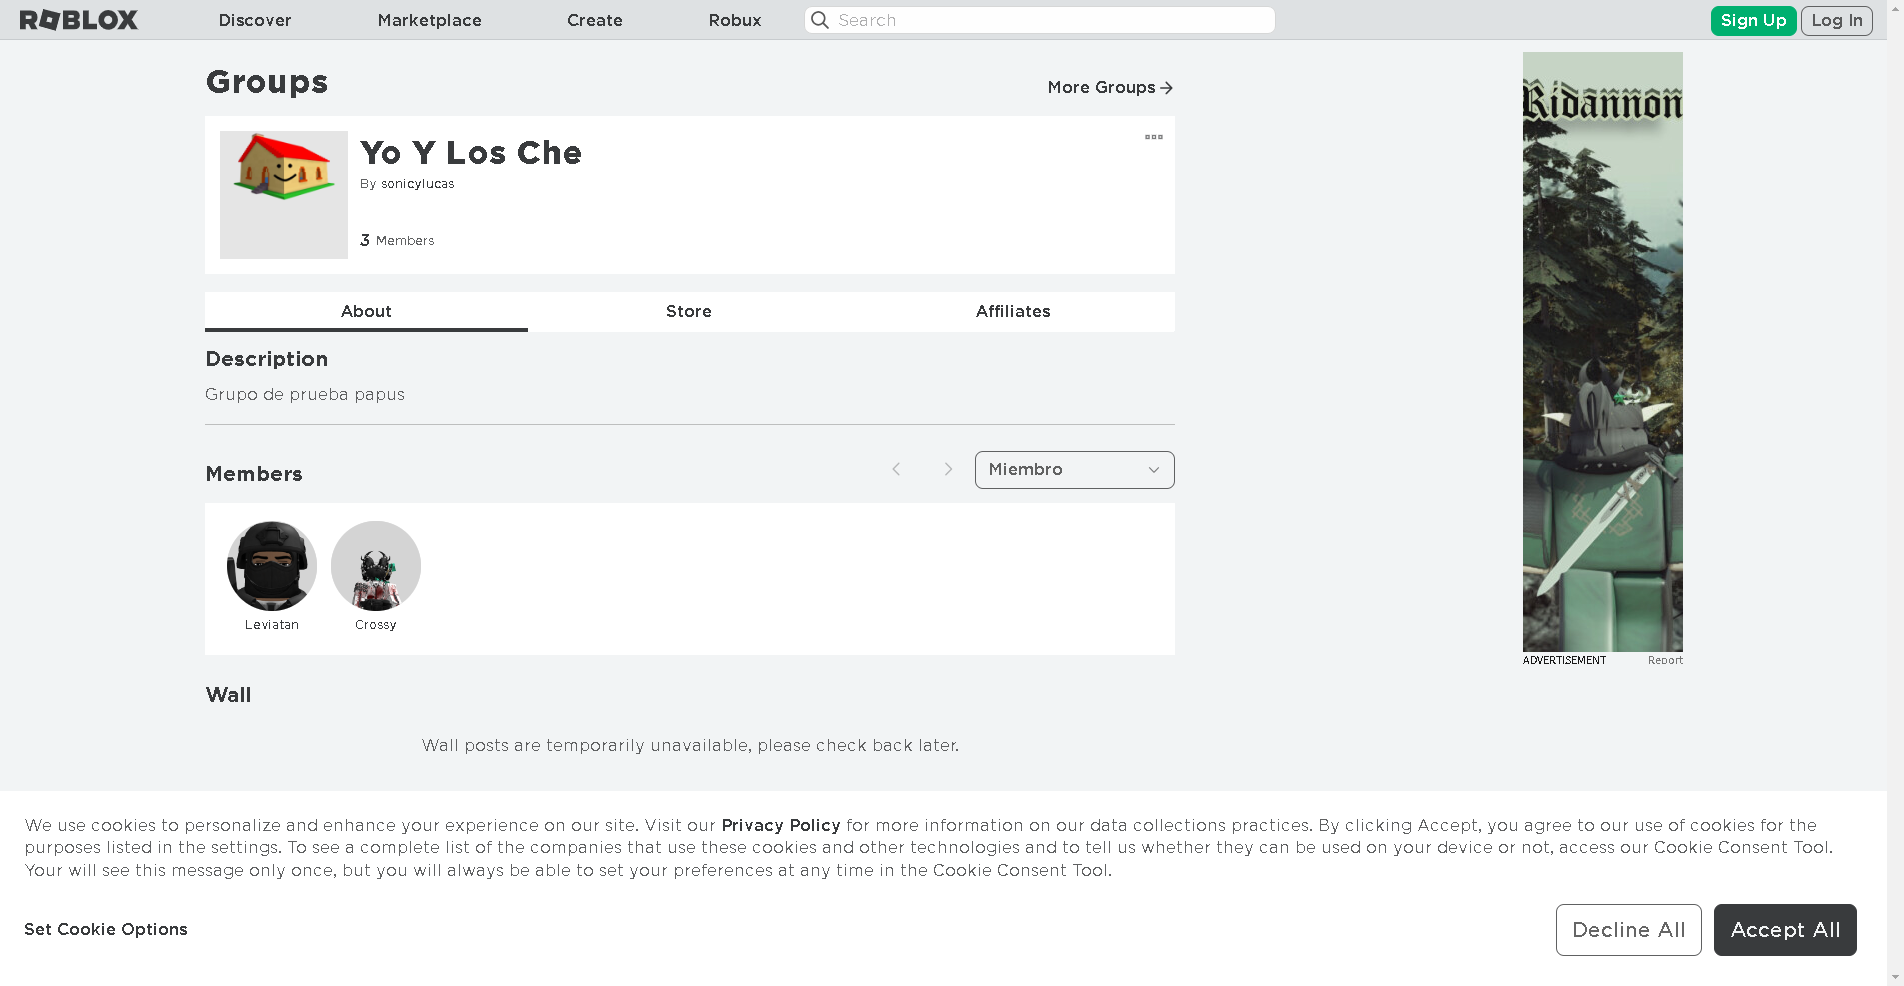 ROBLOX
Discover
Marketplace
Create
Robux
Search
Sign Up
Log In
Groups
More Groups
Yo Y Los Che
By sonicylucas
3 Members
About
Store
Affiliates
Description
Grupo de prueba papus
Members
Miembro
Leviatan
Crossy
Wall
Wall posts are temporarily unavailable, please check back later.
Ridannon
ADVERTISEMENT
Report
We use cookies to personalize and enhance your experience on our site. Visit our Privacy Policy for more information on our data collections practices. By clicking Accept, you agree to our use of cookies for the
purposes listed in the settings. To see a complete list of the companies that use these cookies and other technologies and to tell us whether they can be used on your device or not, access our Cookie Consent Tool.
Your will see this message only once, but you will always be able to set your preferences at any time in the Cookie Consent Tool.
Set Cookie Options
Decline All
Accept All